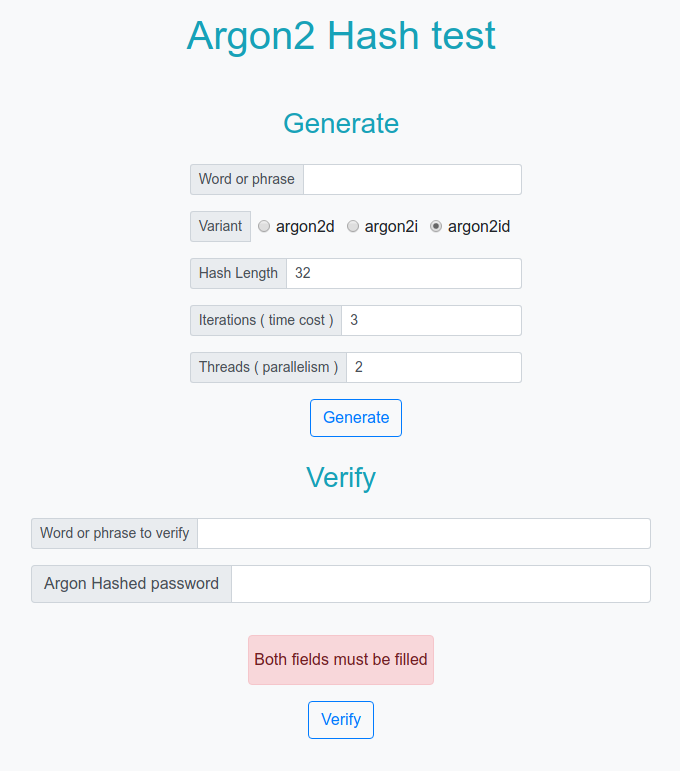 Argon2 Hash test
Generate
Word or phrase
Variant argon2d argon2i argon2id
Hash Length 32
Iterations ( time cost ) 3
Threads ( parallelism ) 2
Generate
Verify
Word or phrase to verify
Argon Hashed password
Both fields must be filled
Verify